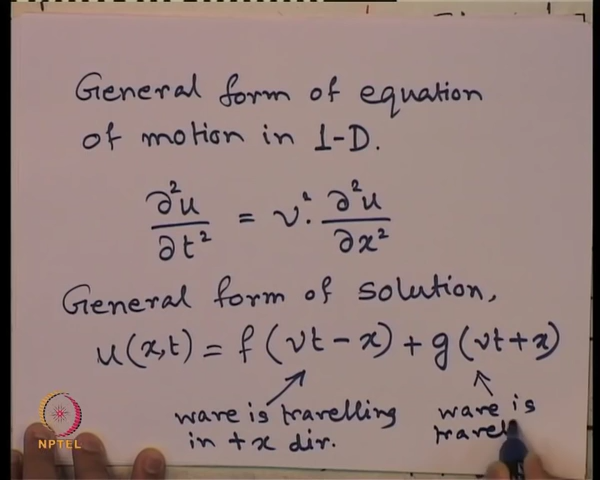 General form of equation
of motion in 1-D.
∂²u/∂t² = v². ∂²u/∂x²
General form of solution,
u(x,t) = f(vt-x) + g(vt+x)
wave is travelling
in +x dir.
wave is
travel
NPTEL